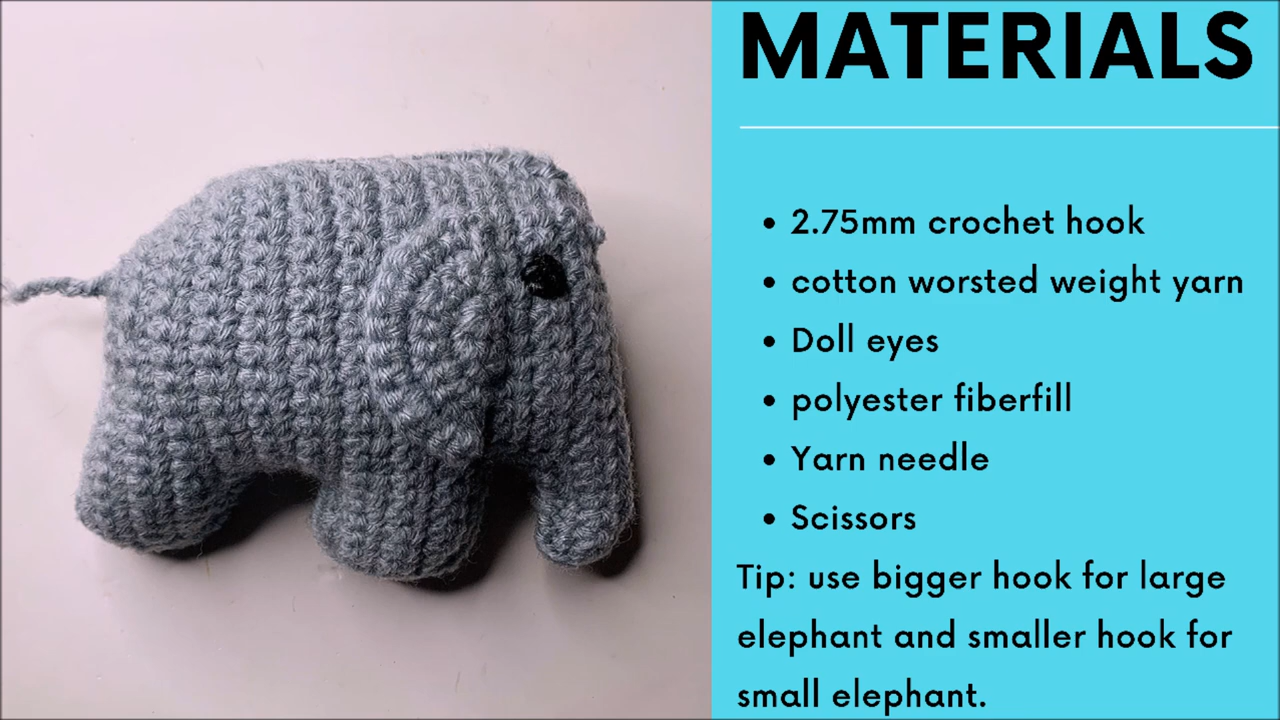 MATERIALS
• 2.75mm crochet hook
• cotton worsted weight yarn
• Doll eyes
• polyester fiberfill
• Yarn needle
• Scissors
Tip: use bigger hook for large
elephant and smaller hook for
small elephant.